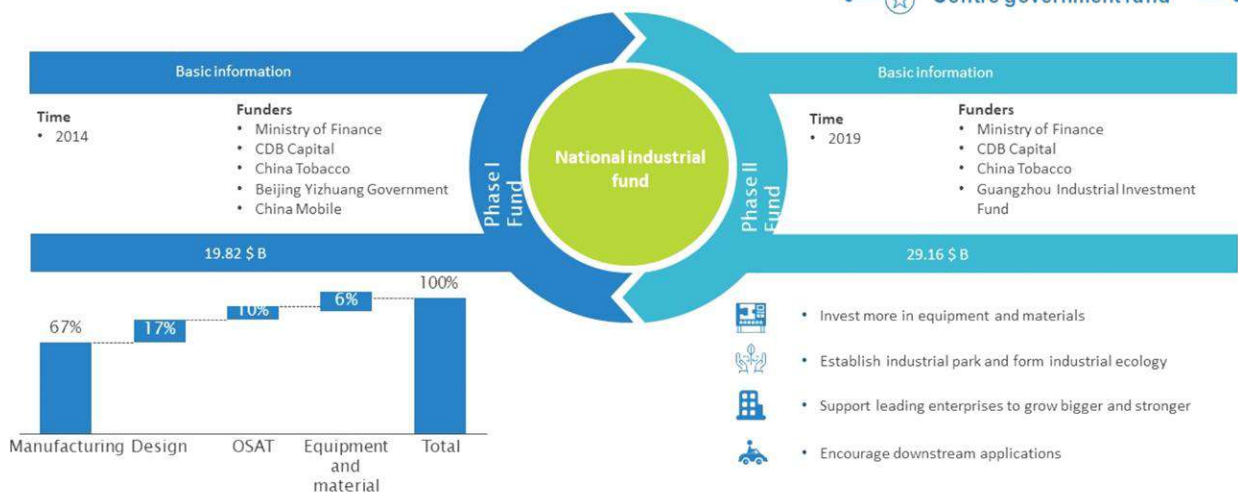 Centre government fund
Basic information
Time
• 2014
Funders
• Ministry of Finance
• CDB Capital
• China Tobacco
• Beijing Yizhuang Government
• China Mobile
19.82 $ B
Phase I
Fund
National industrial
fund
Phase II
Fund
Basic information
Time
• 2019
Funders
• Ministry of Finance
• CDB Capital
• China Tobacco
• Guangzhou Industrial Investment
Fund
29.16 $ B
67%
17%
10%
6%
100%
Manufacturing
Design
OSAT
Equipment
and
material
Total
• Invest more in equipment and materials
• Establish industrial park and form industrial ecology
• Support leading enterprises to grow bigger and stronger
• Encourage downstream applications